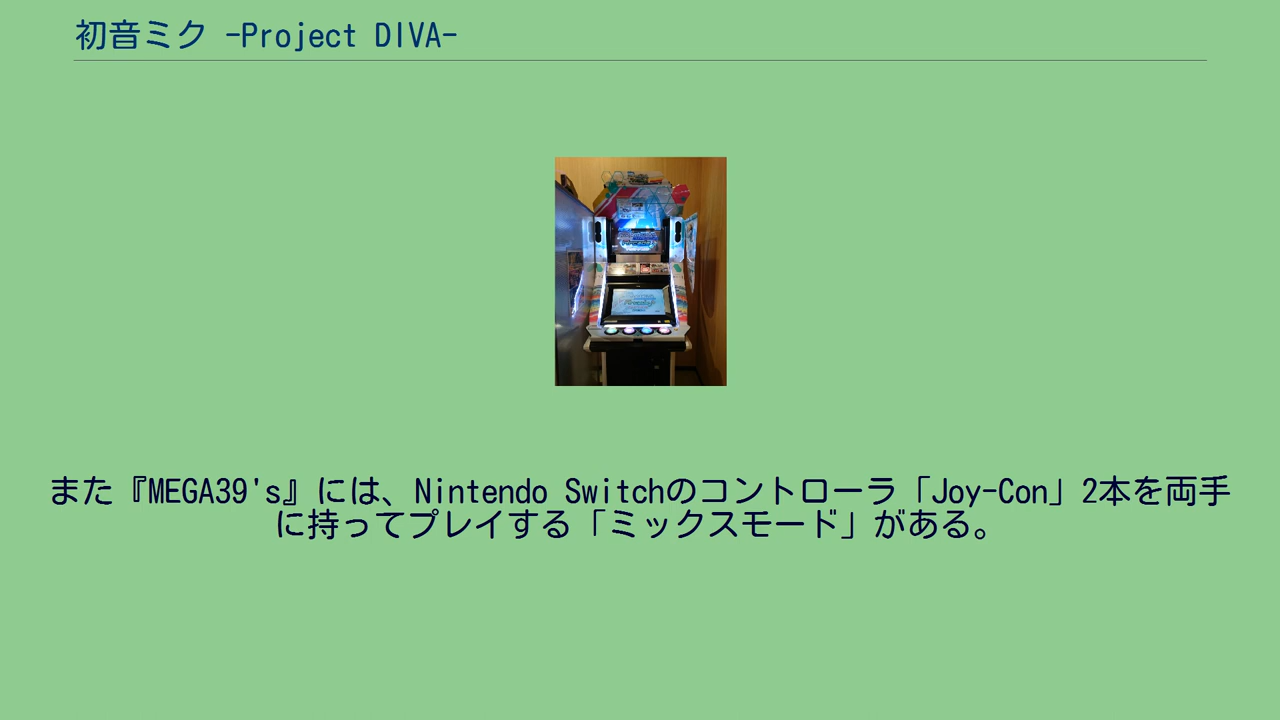 初音ミク -Project DIVA-
また『MEGA39's』には、Nintendo Switchのコントローラ「Joy-Con」2本を両手
に持ってプレイする「ミックスモード」がある。